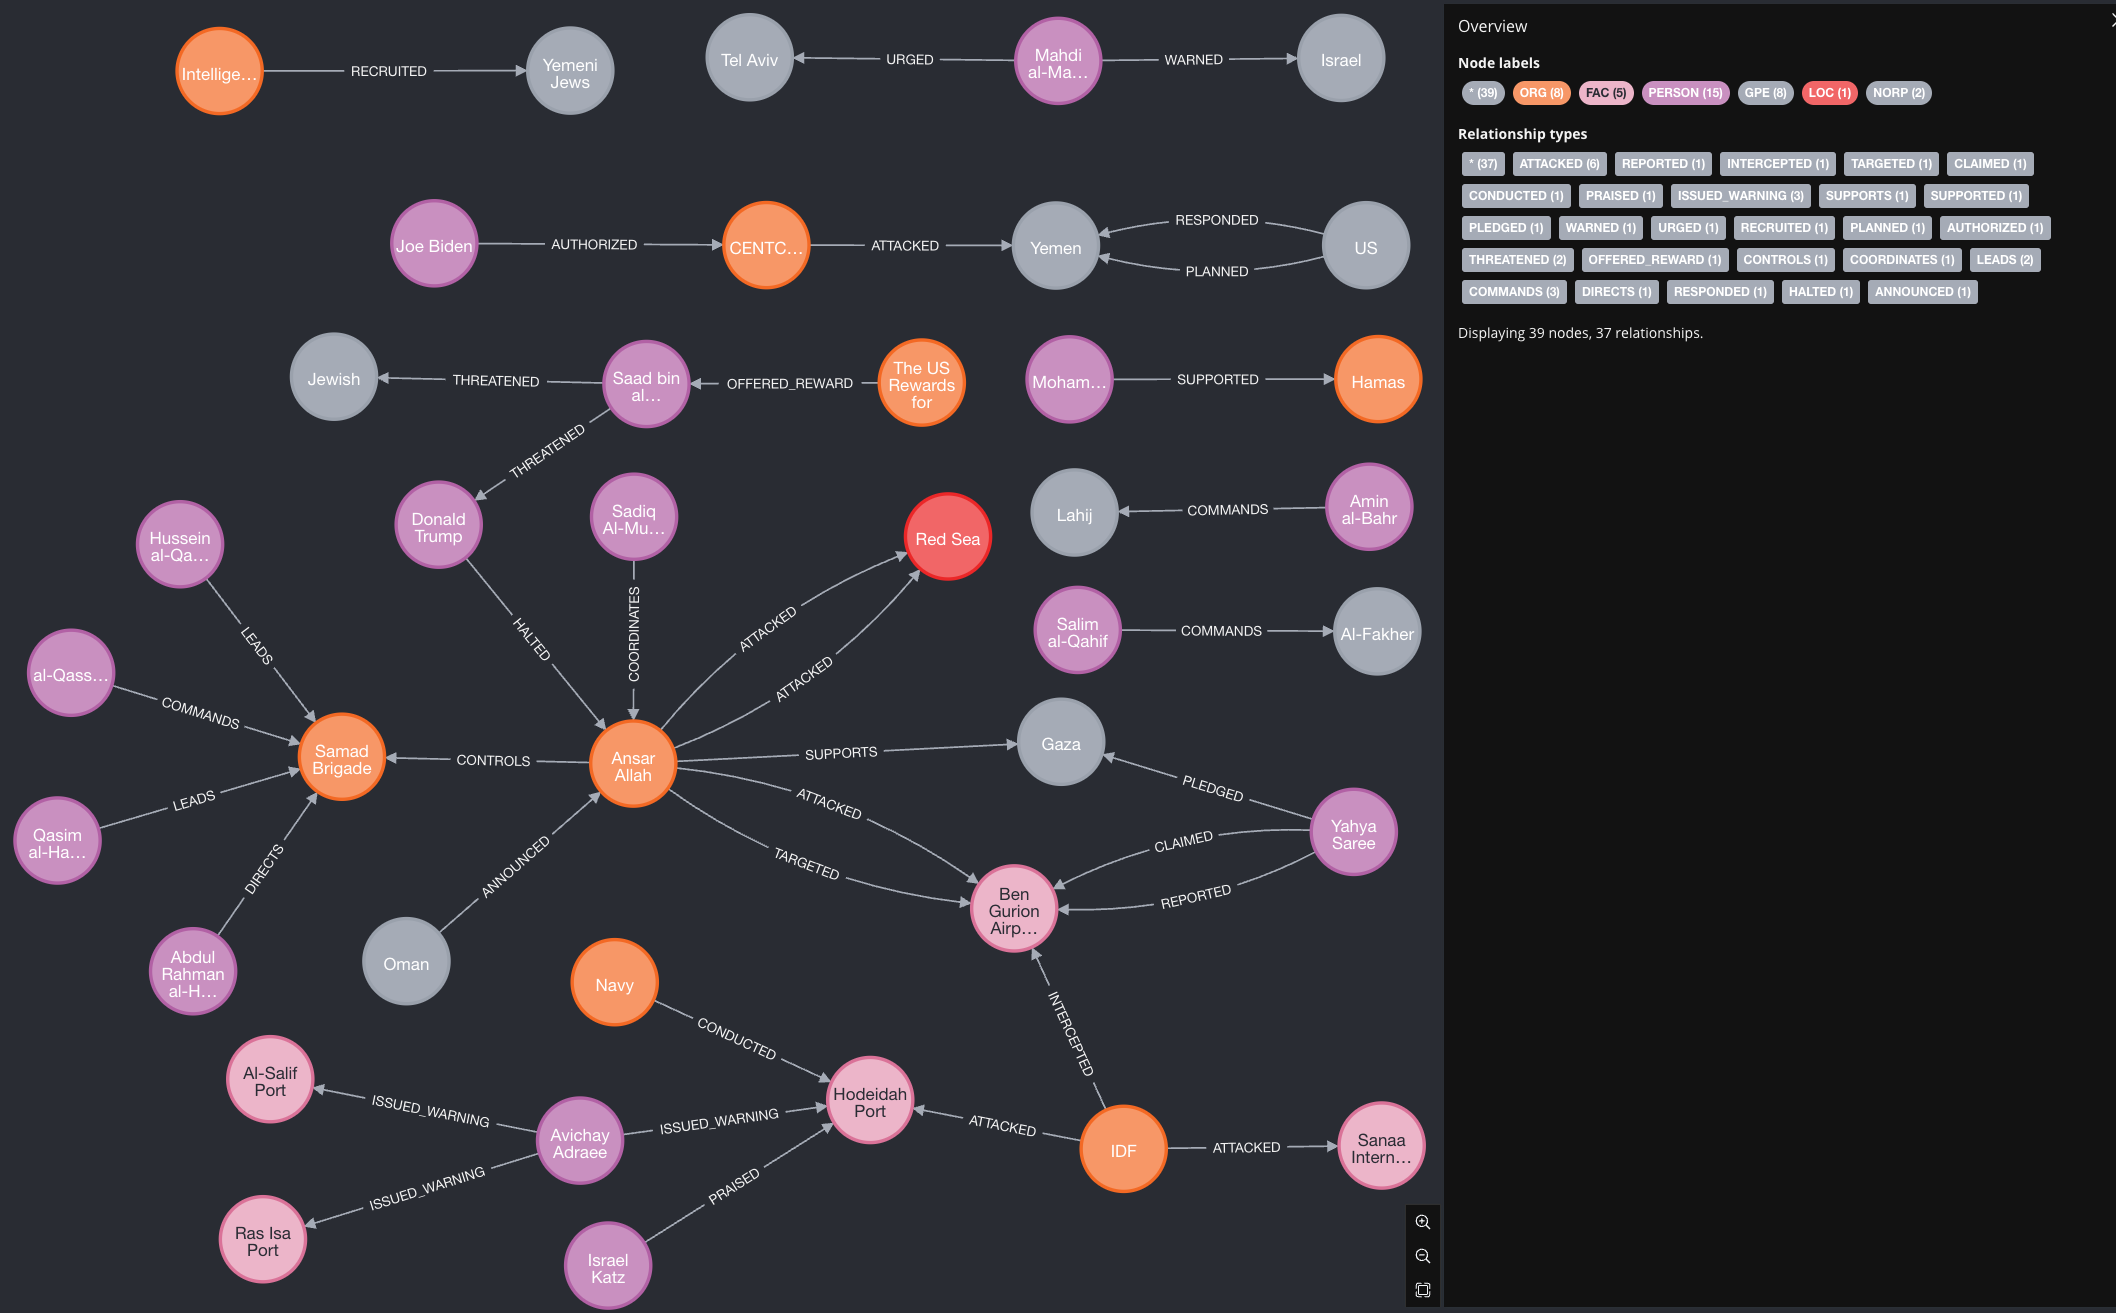 Intellige...
RECRUITED
Yemeni
Jews
Tel Aviv
URGED
Mahdi
al-Ma...
WARNED
Israel
Joe Biden
AUTHORIZED
CENTC...
ATTACKED
Yemen
RESPONDED
PLANNED
US
Jewish
THREATENED
Saad bin
al...
OFFERED_REWARD
The US
Rewards
for
Moham...
SUPPORTED
Hamas
THREATENED
Donald
Trump
Sadiq
Al-Mu...
Red Sea
Lahij
COMMANDS
Amin
al-Bahr
Hussein
al-Qa...
LEADS
HALTED
COORDINATES
ATTACKED
ATTACKED
Salim
al-Qahif
COMMANDS
Al-Fakher
al-Qass...
COMMANDS
Samad
Brigade
CONTROLS
Ansar
Allah
SUPPORTS
Gaza
PLEDGED
Yahya
Saree
ATTACKED
TARGETED
CLAIMED
REPORTED
LEADS
Qasim
al-Ha...
DIRECTS
ANNOUNCED
Ben
Gurion
Airp...
Abdul
Rahman
al-H...
Oman
Navy
CONDUCTED
INTERCEPTED
Al-Salif
Port
ISSUED_WARNING
Avichay
Adraee
ISSUED_WARNING
Hodeidah
Port
ATTACKED
IDF
ATTACKED
Sanaa
Intern...
ISSUED_WARNING
Ras Isa
Port
PRAISED
Israel
Katz
Overview
Node labels
* (39) ORG (8) FAC (5) PERSON (15) GPE (8) LOC (1) NORP (2)
Relationship types
* (37) ATTACKED (6) REPORTED (1) INTERCEPTED (1) TARGETED (1) CLAIMED (1)
CONDUCTED (1) PRAISED (1) ISSUED_WARNING (3) SUPPORTS (1) SUPPORTED (1)
PLEDGED (1) WARNED (1) URGED (1) RECRUITED (1) PLANNED (1) AUTHORIZED (1)
THREATENED (2) OFFERED_REWARD (1) CONTROLS (1) COORDINATES (1) LEADS (2)
COMMANDS (3) DIRECTS (1) RESPONDED (1) HALTED (1) ANNOUNCED (1)
Displaying 39 nodes, 37 relationships.